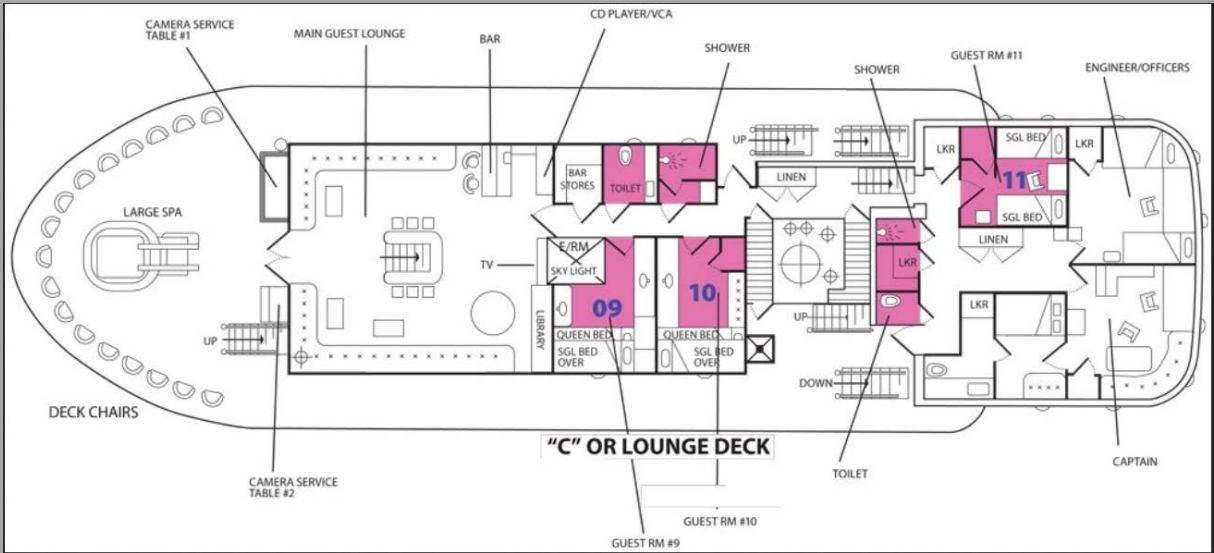 CD PLAYER/VCA
CAMERA SERVICE
TABLE #1
MAIN GUEST LOUNGE
BAR
SHOWER
SHOWER
GUEST RM #11
ENGINEER/OFFICERS
UP
LKR
SGL BED
LKR
BAR
STORES
TOILET
LINEN
11
SGL BED
LARGE SPA
E/RM
SKY LIGHT
TV
LINEN
LKR
09
10
QUEEN BED
SGL BED
OVER
QUEEN BED
SGL BED
OVER
LIBRARY
UP
LKR
UP
DOWN
DECK CHAIRS
"C" OR LOUNGE DECK
CAMERA SERVICE
TABLE #2
TOILET
CAPTAIN
GUEST RM #10
GUEST RM #9